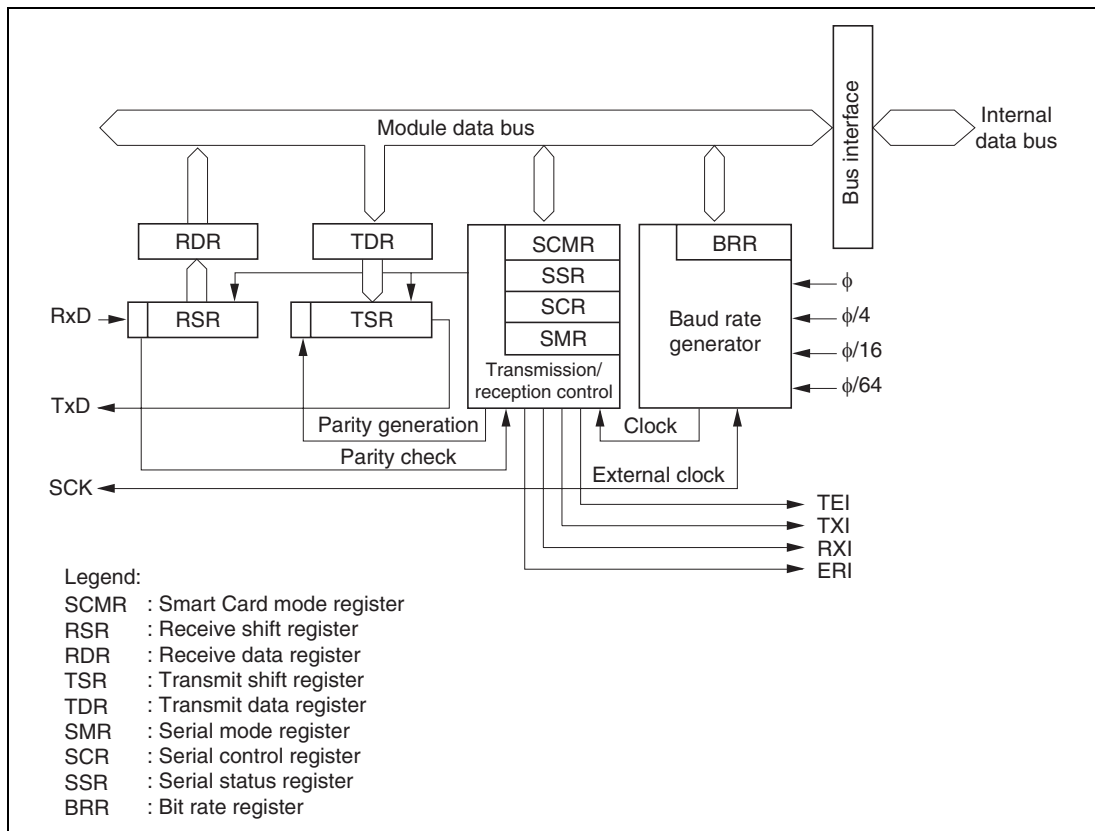 Module data bus
Bus interface
Internal
data bus
RDR
TDR
SCMR
SSR
SCR
SMR
Transmission/
reception control
BRR
Baud rate
generator
ϕ
ϕ/4
ϕ/16
ϕ/64
RxD
RSR
TSR
TxD
Parity generation
Parity check
Clock
SCK
External clock
TEI
TXI
RXI
ERI
Legend:
SCMR : Smart Card mode register
RSR : Receive shift register
RDR : Receive data register
TSR : Transmit shift register
TDR : Transmit data register
SMR : Serial mode register
SCR : Serial control register
SSR : Serial status register
BRR : Bit rate register